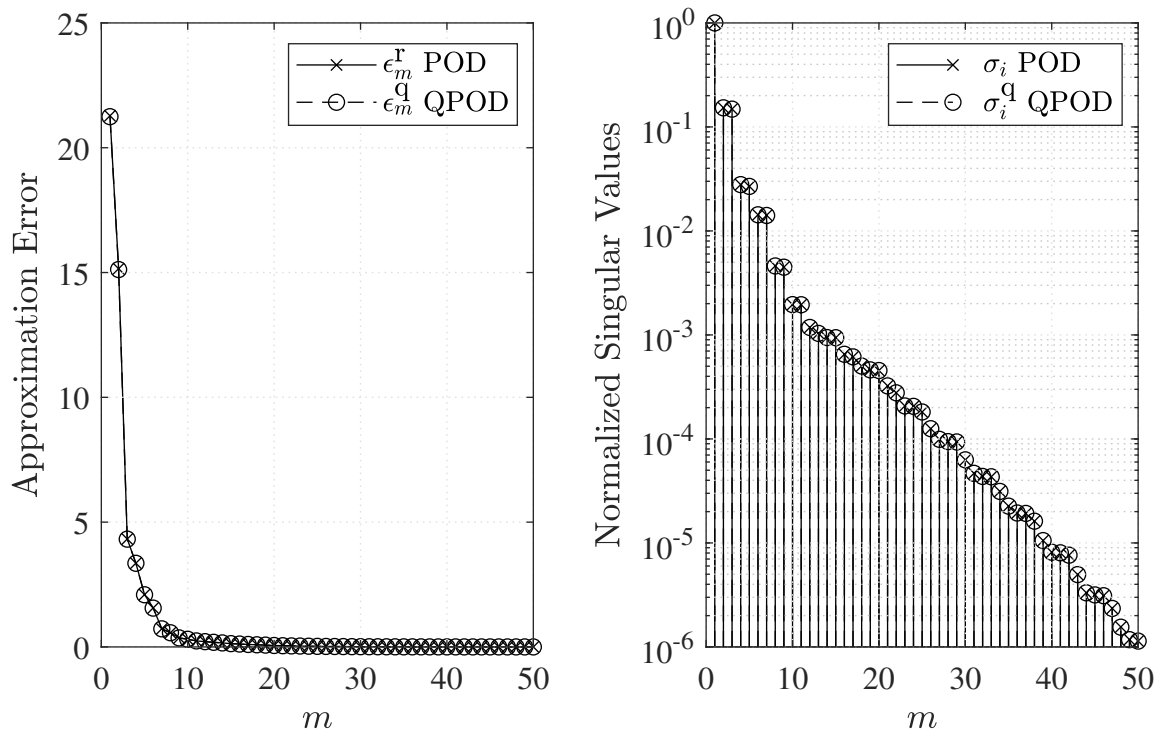 Approximation Error
25
20
15
10
5
0
0 10 20 30 40 50
m
ϵ_m^r POD
ϵ_m^q QPOD
Normalized Singular Values
10^0
10^-1
10^-2
10^-3
10^-4
10^-5
10^-6
0 10 20 30 40 50
m
σ_i POD
σ_i^q QPOD